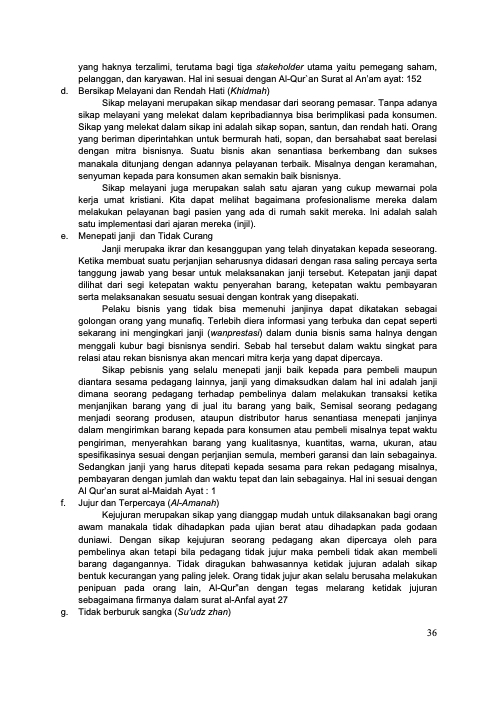 yang haknya terzalimi, terutama bagi tiga stakeholder utama yaitu pemegang saham,
pelanggan, dan karyawan. Hal ini sesuai dengan Al-Qur`an Surat al An’am ayat: 152
d. Bersikap Melayani dan Rendah Hati (Khidmah)
Sikap melayani merupakan sikap mendasar dari seorang pemasar. Tanpa adanya
sikap melayani yang melekat dalam kepribadiannya bisa berimplikasi pada konsumen.
Sikap yang melekat dalam sikap ini adalah sikap sopan, santun, dan rendah hati. Orang
yang beriman diperintahkan untuk bermurah hati, sopan, dan bersahabat saat berelasi
dengan mitra bisnisnya. Suatu bisnis akan senantiasa berkembang dan sukses
manakala ditunjang dengan adannya pelayanan terbaik. Misalnya dengan keramahan,
senyuman kepada para konsumen akan semakin baik bisnisnya.
Sikap melayani juga merupakan salah satu ajaran yang cukup mewarnai pola
kerja umat kristiani. Kita dapat melihat bagaimana profesionalisme mereka dalam
melakukan pelayanan bagi pasien yang ada di rumah sakit mereka. Ini adalah salah
satu implementasi dari ajaran mereka (injil).
e. Menepati janji dan Tidak Curang
Janji merupaka ikrar dan kesanggupan yang telah dinyatakan kepada seseorang.
Ketika membuat suatu perjanjian seharusnya didasari dengan rasa saling percaya serta
tanggung jawab yang besar untuk melaksanakan janji tersebut. Ketepatan janji dapat
dilihat dari segi ketepatan waktu penyerahan barang, ketepatan waktu pembayaran
serta melaksanakan sesuatu sesuai dengan kontrak yang disepakati.
Pelaku bisnis yang tidak bisa memenuhi janjinya dapat dikatakan sebagai
golongan orang yang munafiq. Terlebih diera informasi yang terbuka dan cepat seperti
sekarang ini mengingkari janji (wanprestasi) dalam dunia bisnis sama halnya dengan
menggali kubur bagi bisnisnya sendiri. Sebab hal tersebut dalam waktu singkat para
relasi atau rekan bisnisnya akan mencari mitra kerja yang dapat dipercaya.
Sikap pebisnis yang selalu menepati janji baik kepada para pembeli maupun
diantara sesama pedagang lainnya, janji yang dimaksudkan dalam hal ini adalah janji
dimana seorang pedagang terhadap pembelinya dalam melakukan transaksi ketika
menjanjikan barang yang di jual itu barang yang baik, Semisal seorang pedagang
menjadi seorang produsen, ataupun distributor harus senantiasa menepati janjinya
dalam mengirimkan barang kepada para konsumen atau pembeli misalnya tepat waktu
pengiriman, menyerahkan barang yang kualitasnya, kuantitas, warna, ukuran, atau
spesifikasinya sesuai dengan perjanjian semula, memberi garansi dan lain sebagainya.
Sedangkan janji yang harus ditepati kepada sesama para rekan pedagang misalnya,
pembayaran dengan jumlah dan waktu tepat dan lain sebagainya. Hal ini sesuai dengan
Al Qur’an surat al-Maidah Ayat : 1
f. Jujur dan Terpercaya (Al-Amanah)
Kejujuran merupakan sikap yang dianggap mudah untuk dilaksanakan bagi orang
awam manakala tidak dihadapkan pada ujian berat atau dihadapkan pada godaan
duniawi. Dengan sikap kejujuran seorang pedagang akan dipercaya oleh para
pembelinya akan tetapi bila pedagang tidak jujur maka pembeli tidak akan membeli
barang dagangannya. Tidak diragukan bahwasannya ketidak jujuran adalah sikap
bentuk kecurangan yang paling jelek. Orang tidak jujur akan selalu berusaha melakukan
penipuan pada orang lain, Al-Qur‟an dengan tegas melarang ketidak jujuran
sebagaimana firmanya dalam surat al-Anfal ayat 27
g. Tidak berburuk sangka (Su’udz zhan)
36